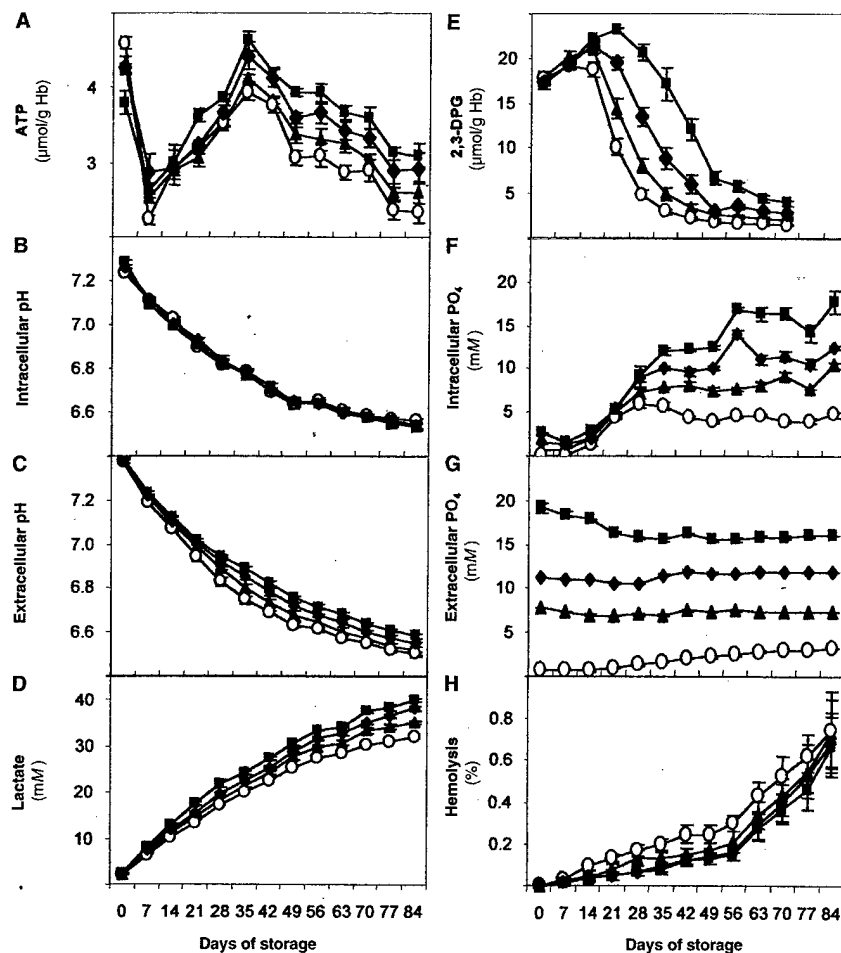 A
ATP
(µmol/g Hb)
4
3
B
Intracellular pH
7.2
7.0
6.8
6.6
C
Extracellular pH
7.2
7.0
6.8
6.6
D
Lactate
(mM)
40
30
20
10
0 7 14 21 28 35 42 49 56 63 70 77 84
Days of storage
E
2,3-DPG
(µmol/g Hb)
20
15
10
5
F
Intracellular PO4
(mM)
20
15
10
5
G
Extracellular PO4
(mM)
20
15
10
5
H
Hemolysis
(%)
0.8
0.6
0.4
0.2
0 7 14 21 28 35 42 49 56 63 70 77 84
Days of storage